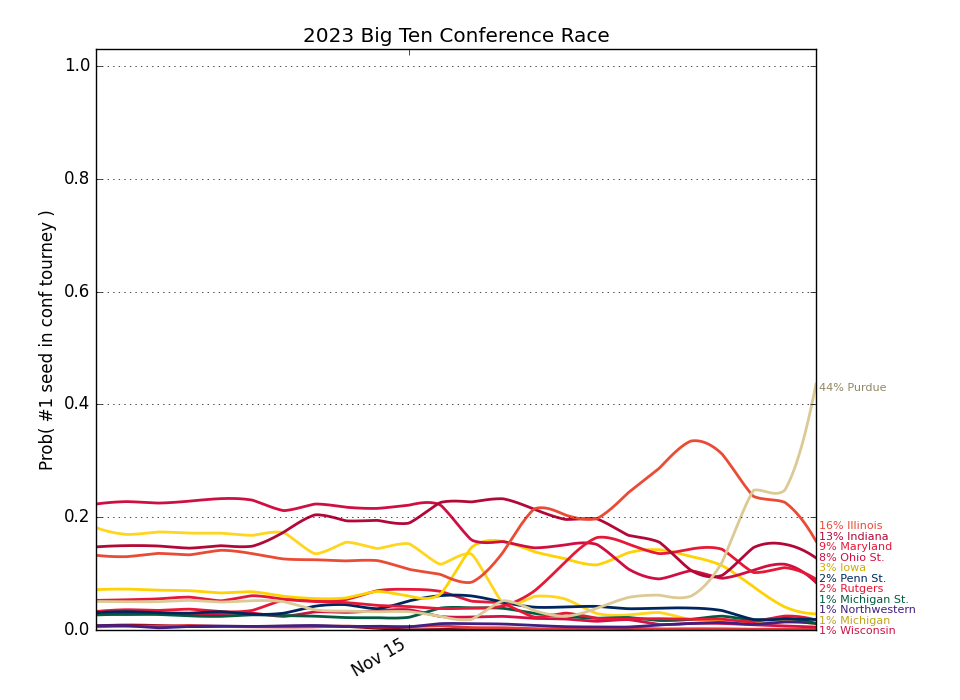 2023 Big Ten Conference Race
1.0
0.8
0.6
0.4
0.2
0.0
Prob( #1 seed in conf tourney )
Nov 15
44% Purdue
16% Illinois
13% Indiana
9% Maryland
8% Ohio St.
3% Iowa
2% Penn St.
2% Rutgers
1% Michigan St.
1% Northwestern
1% Michigan
1% Wisconsin